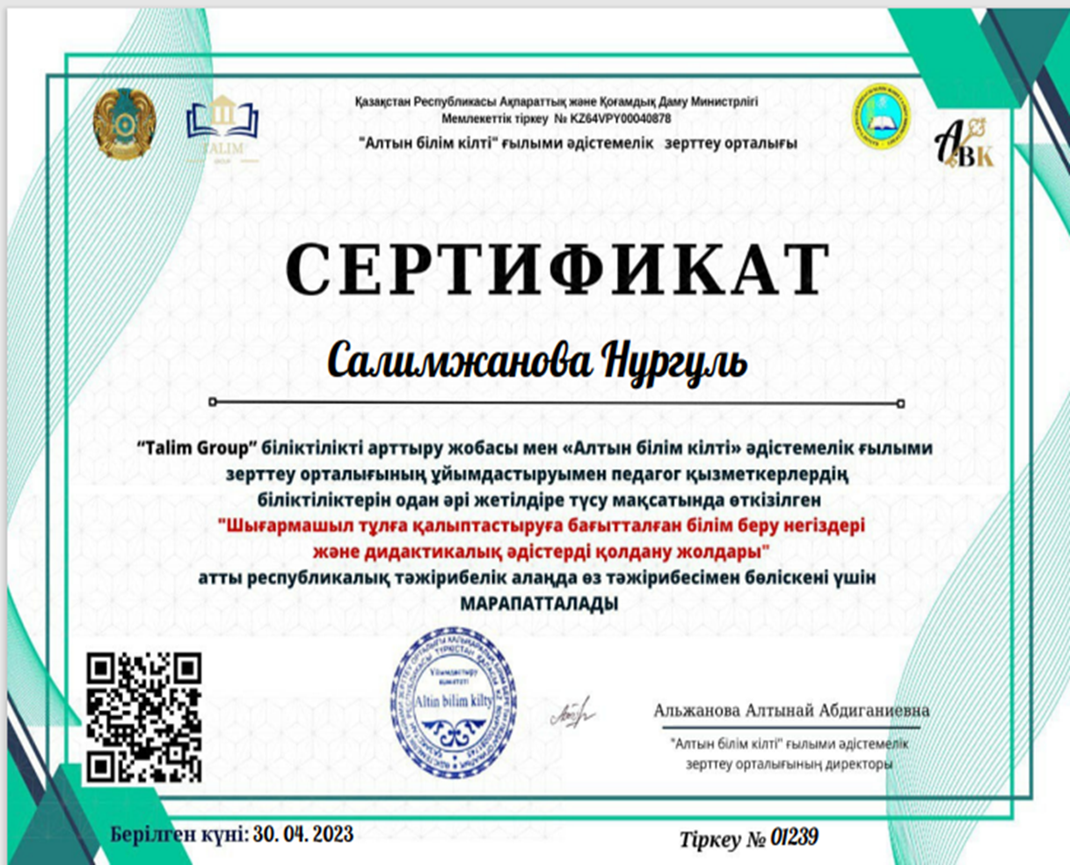 TALIM
GROUP
Қазақстан Республикасы Ақпараттық және Қоғамдық Даму Министрлігі
Мемлекеттік тіркеу № KZ64VPY00040878
"Алтын білім кілті" ғылыми әдістемелік зерттеу орталығы
АБК
СЕРТИФИКАТ
Салимжанова Нургуль
“Talim Group” біліктілікті арттыру жобасы мен «Алтын білім кілті» әдістемелік ғылыми
зерттеу орталығының ұйымдастыруымен педагог қызметкерлердің
біліктіліктерін одан әрі жетілдіре түсу мақсатында өткізілген
"Шығармашыл тұлға қалыптастыруға бағытталған білім беру негіздері
және дидактикалық әдістерді қолдану жолдары"
атты республикалық тәжірибелік алаңда өз тәжірибесімен бөліскені үшін
МАРАПАТТАЛАДЫ
Ұйымдастыру
комитеті
Altin bilim kilty
Альжанова Алтынай Абдиганиевна
"Алтын білім кілті" ғылыми әдістемелік
зерттеу орталығының директоры
Берілген күні: 30. 04. 2023
Тіркеу № 01239